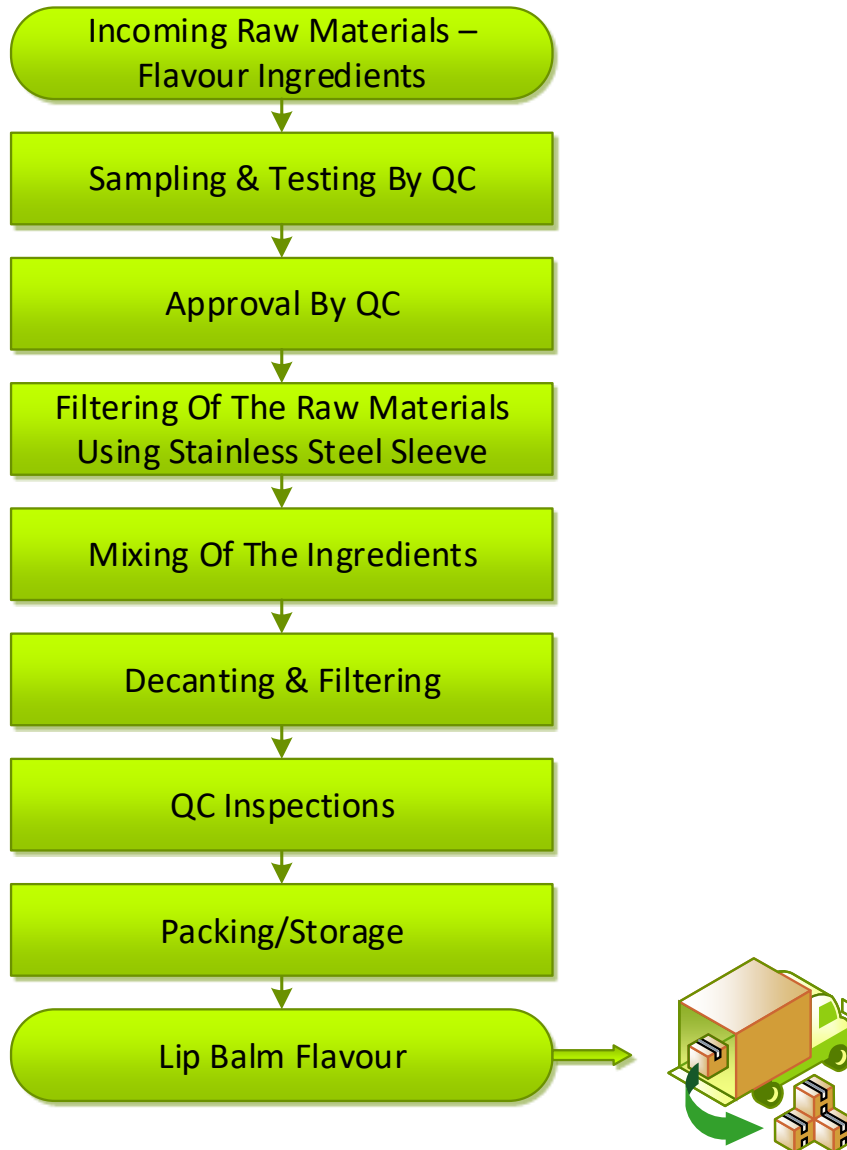 Incoming Raw Materials –
Flavour Ingredients
Sampling & Testing By QC
Approval By QC
Filtering Of The Raw Materials
Using Stainless Steel Sleeve
Mixing Of The Ingredients
Decanting & Filtering
QC Inspections
Packing/Storage
Lip Balm Flavour